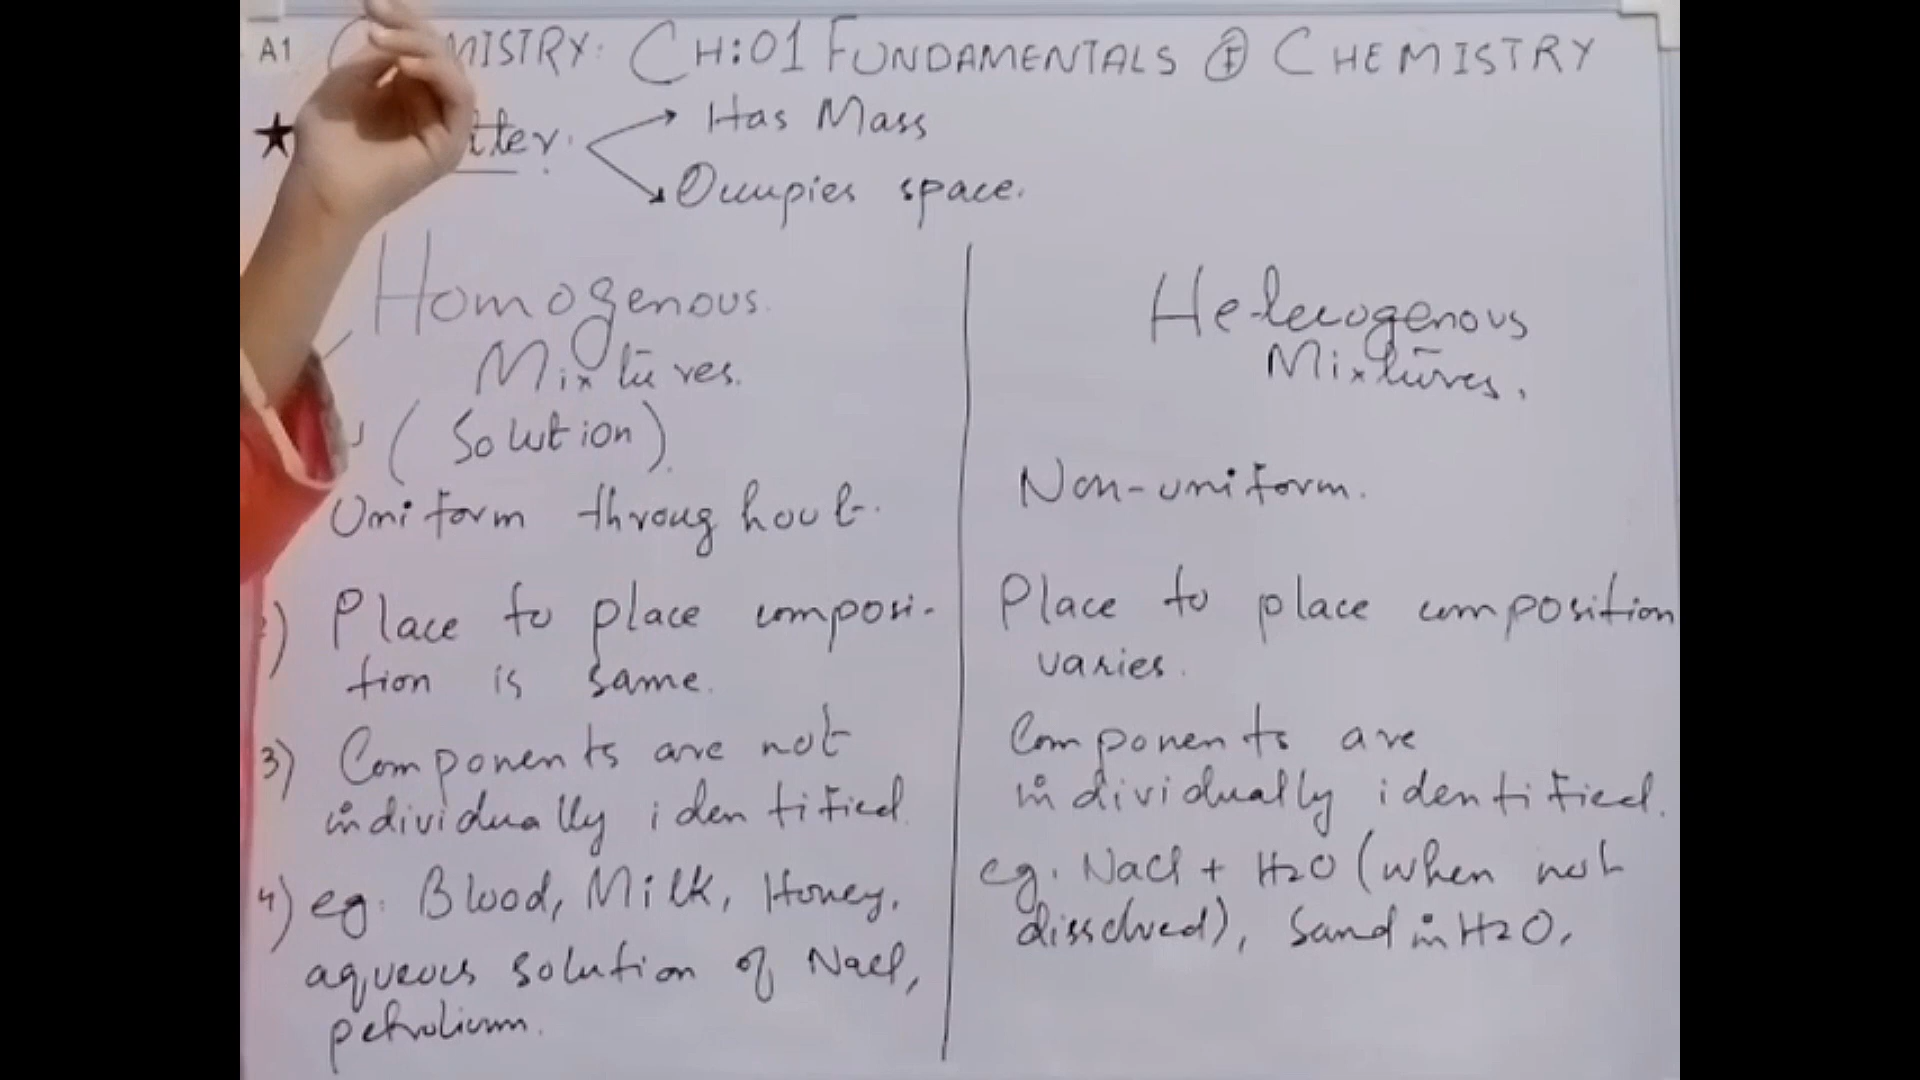 A1 CHEMISTRY: CH:01 FUNDAMENTALS OF CHEMISTRY
★ Matter.
Has Mass
Occupies space.
Homogenous
Mixtures.
(Solution)
Uniform throughout.
2) Place to place composi-
tion is same.
3) Components are not
individually identified.
4) eg: Blood, Milk, Honey,
aqueous solution of NaCl,
petrolium.
Heterogenous
Mixtures.
Non-uniform.
Place to place composition
varies.
Components are
individually identified.
eg. NaCl + H2O (when not
dissolved), Sand in H2O,